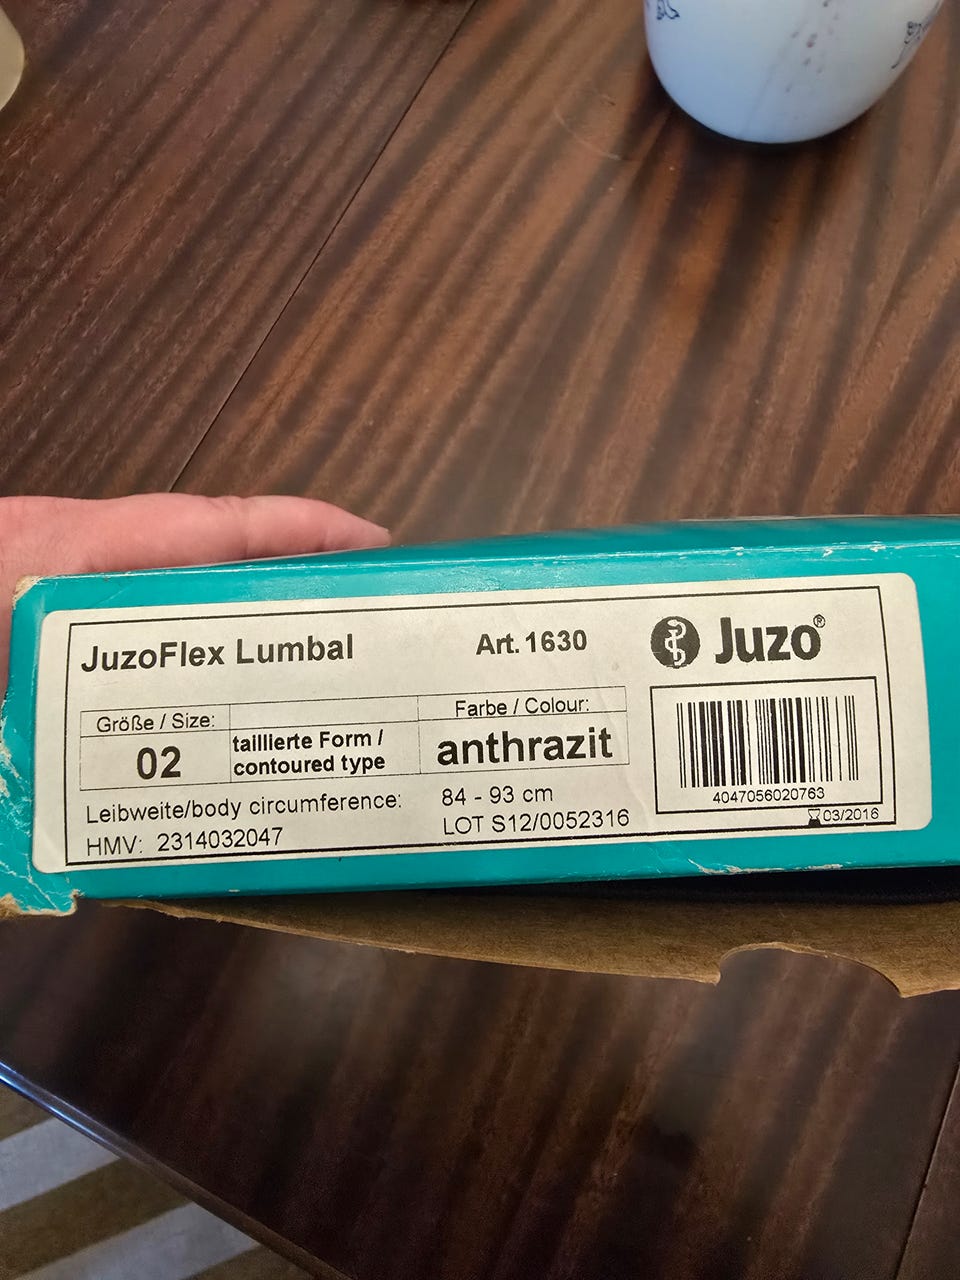 JuzoFlex Lumbal
Art. 1630
Juzo®
Größe / Size:
Farbe / Colour:
02
taillierte Form /
contoured type
anthrazit
Leibweite/body circumference:
84 - 93 cm
HMV: 2314032047
LOT S12/0052316
4047056020763
03/2016